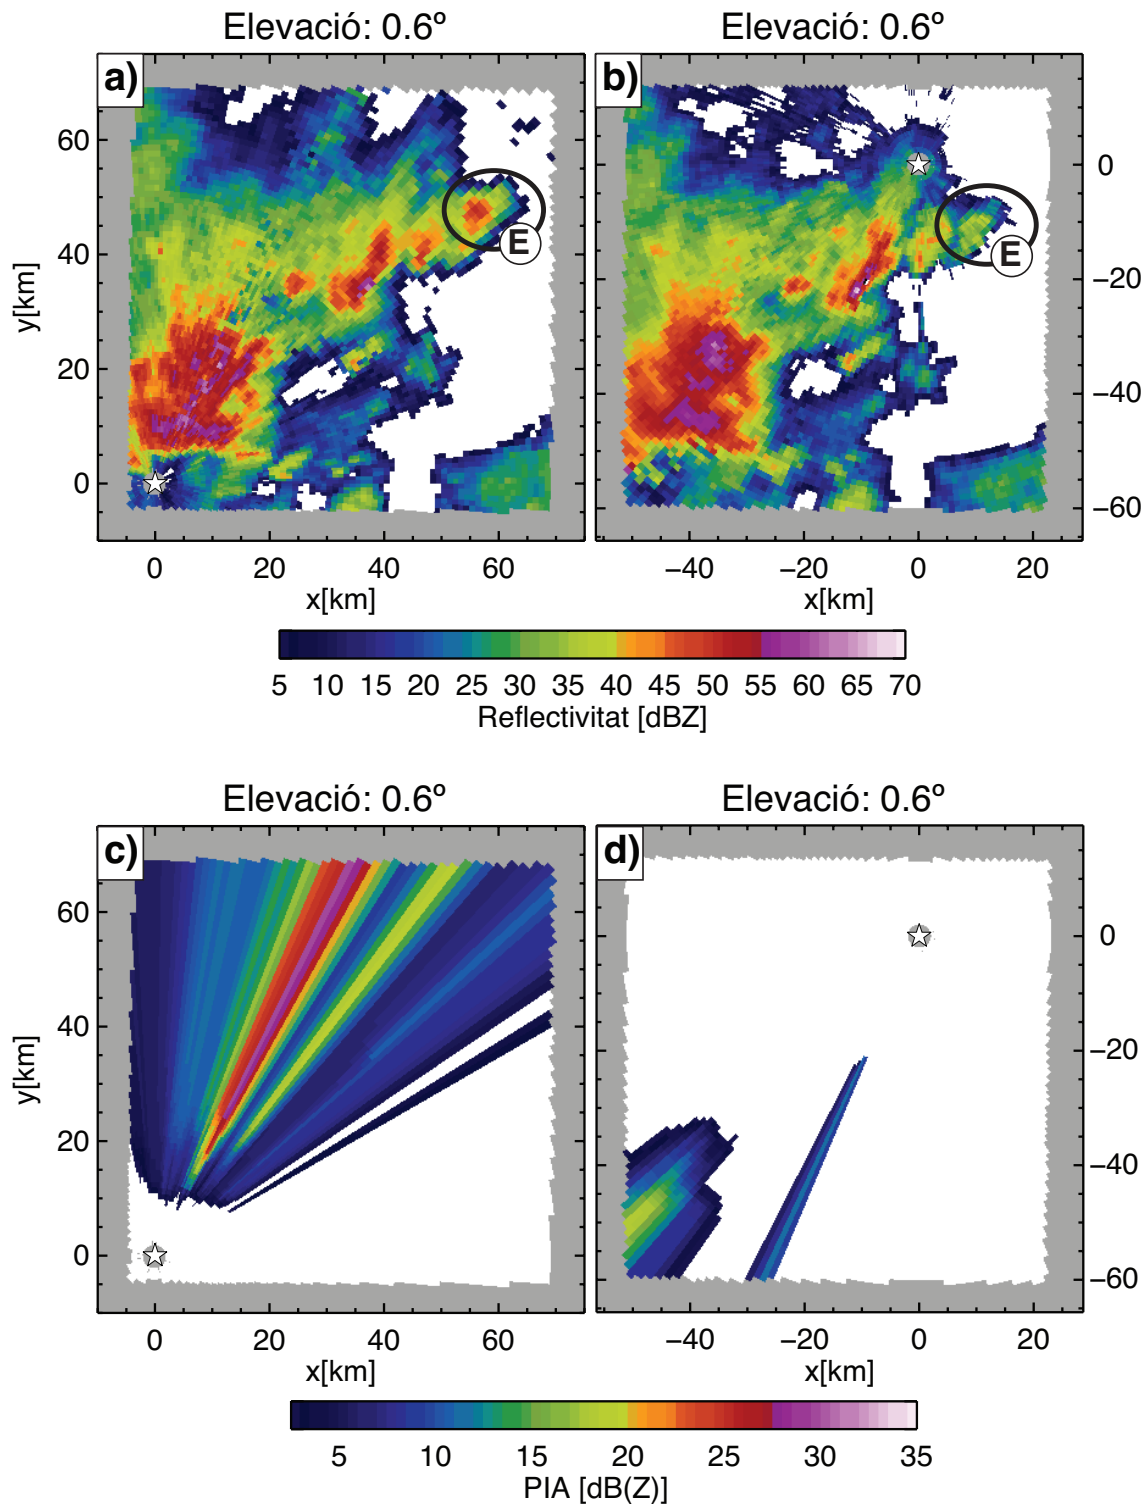 Elevació: 0.6º
Elevació: 0.6º
a)
b)
E
E
60
40
20
0
y[km]
0
−20
−40
−60
0 20 40 60
x[km]
−40 −20 0 20
x[km]
5 10 15 20 25 30 35 40 45 50 55 60 65 70
Reflectivitat [dBZ]
Elevació: 0.6º
Elevació: 0.6º
c)
d)
60
40
20
0
y[km]
0
−20
−40
−60
0 20 40 60
x[km]
−40 −20 0 20
x[km]
5 10 15 20 25 30 35
PIA [dB(Z)]